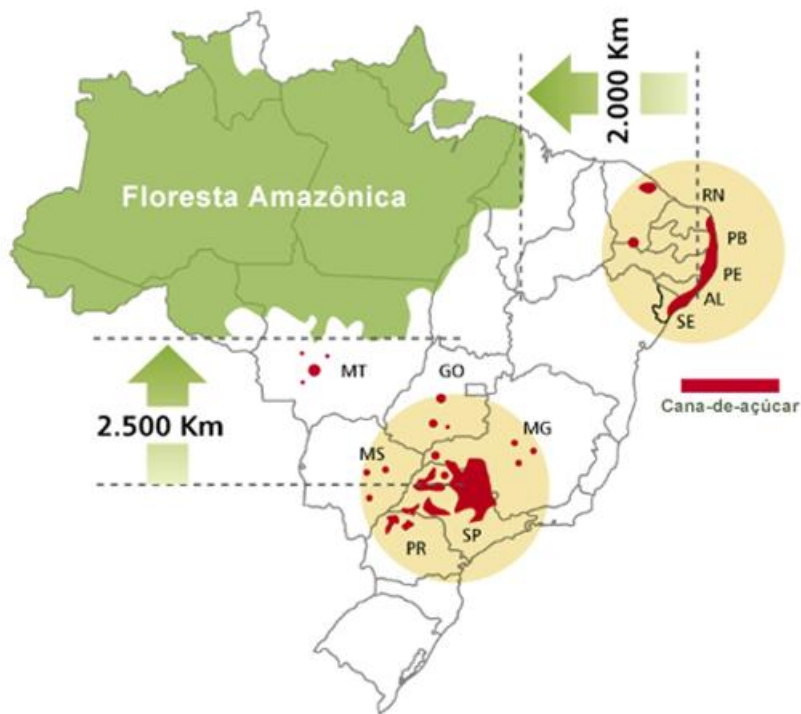 2.000 Km
Floresta Amazônica
RN
PB
PE
AL
SE
Cana-de-açúcar
MT
GO
2.500 Km
MG
MS
SP
PR